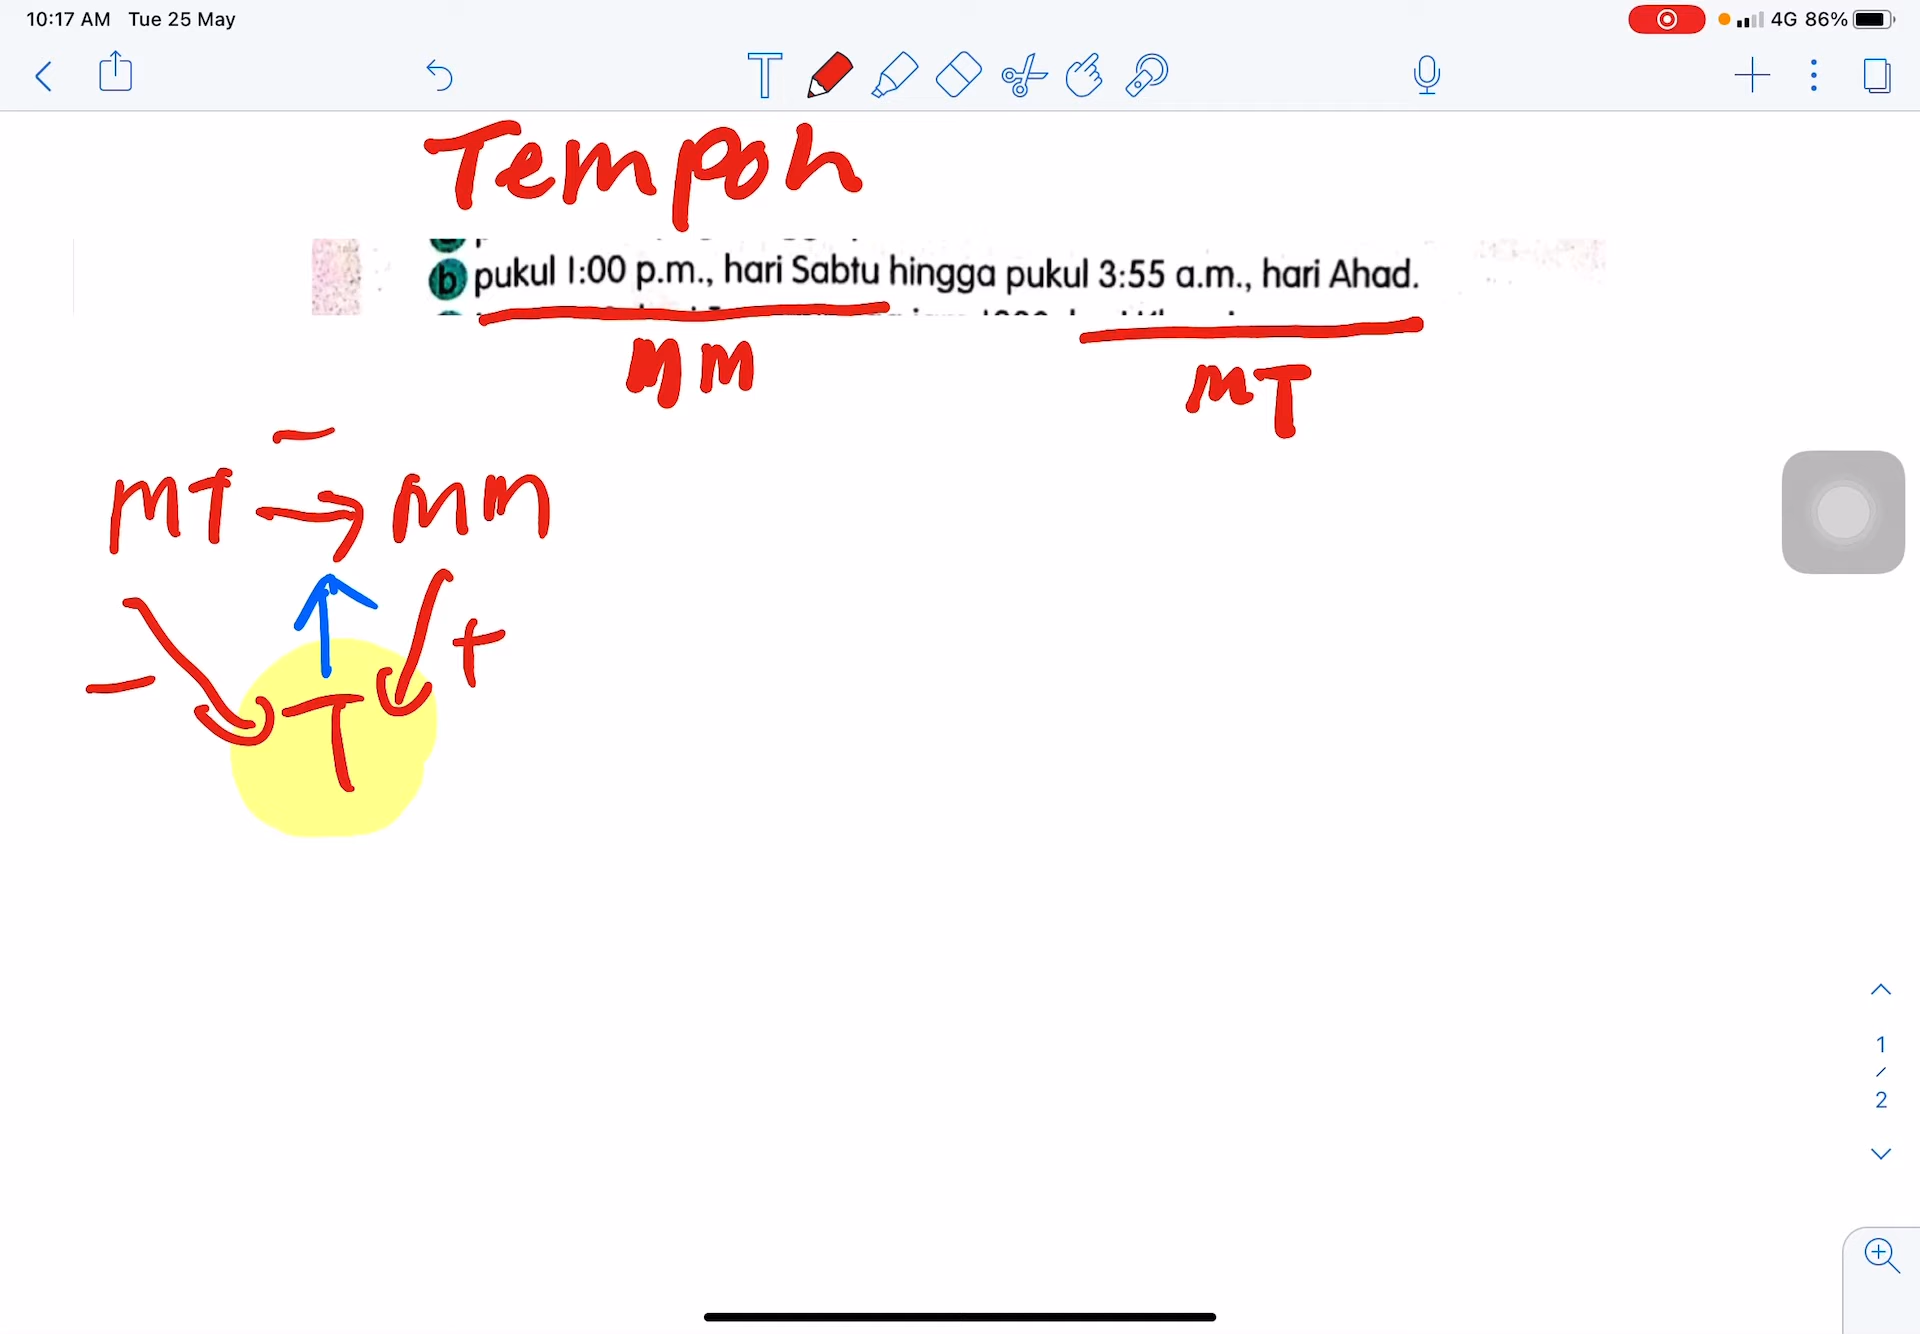 10:17 AM Tue 25 May
4G 86%
T
Tempoh
b pukul 1:00 p.m., hari Sabtu hingga pukul 3:55 a.m., hari Ahad.
MM
MT
−
MT → MM
− +
T
1
/
2